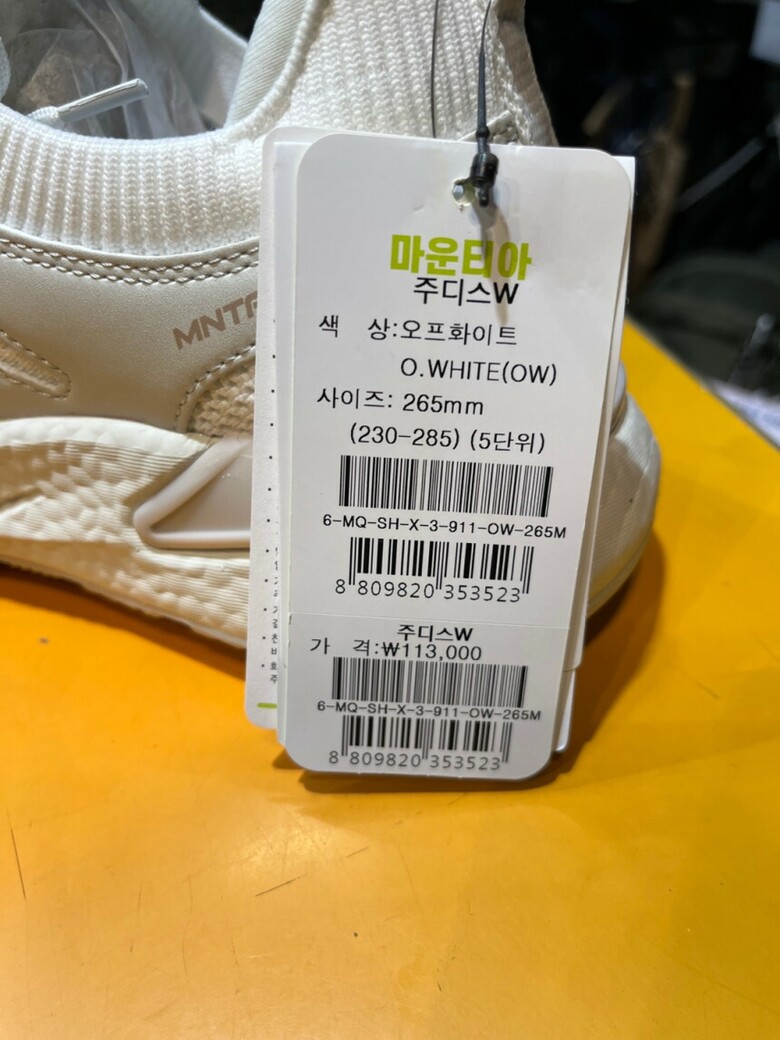 MNTR
마운티아
주디스W
색 상:오프화이트
O.WHITE(OW)
사이즈: 265mm
(230-285) (5단위)
6-MQ-SH-X-3-911-OW-265M
8 809820 353523
주디스W
가 격:₩113,000
6-MQ-SH-X-3-911-OW-265M
8 809820 353523